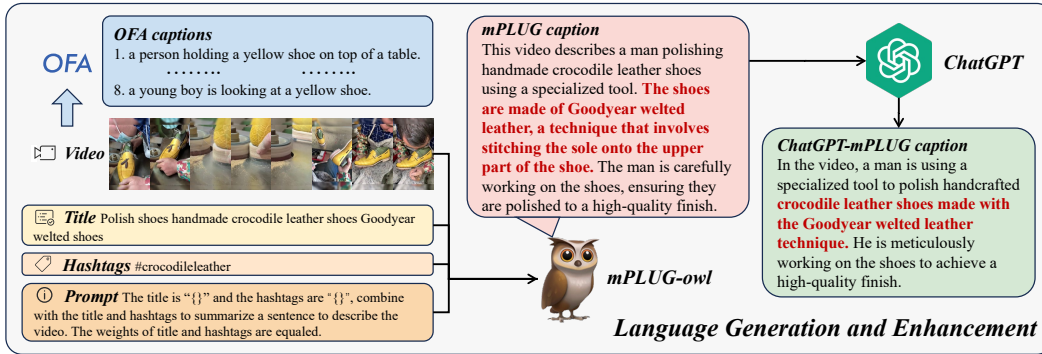 OFA captions
1. a person holding a yellow shoe on top of a table.
........ ........
8. a young boy is looking at a yellow shoe.
OFA
Video
Title Polish shoes handmade crocodile leather shoes Goodyear
welted shoes
Hashtags #crocodileleather
Prompt The title is “{}” and the hashtags are "{}", combine
with the title and hashtags to summarize a sentence to describe the
video. The weights of title and hashtags are equaled.
mPLUG caption
This video describes a man polishing
handmade crocodile leather shoes
using a specialized tool. The shoes
are made of Goodyear welted
leather, a technique that involves
stitching the sole onto the upper
part of the shoe. The man is carefully
working on the shoes, ensuring they
are polished to a high-quality finish.
mPLUG-owl
ChatGPT
ChatGPT-mPLUG caption
In the video, a man is using a
specialized tool to polish handcrafted
crocodile leather shoes made with
the Goodyear welted leather
technique. He is meticulously
working on the shoes to achieve a
high-quality finish.
Language Generation and Enhancement